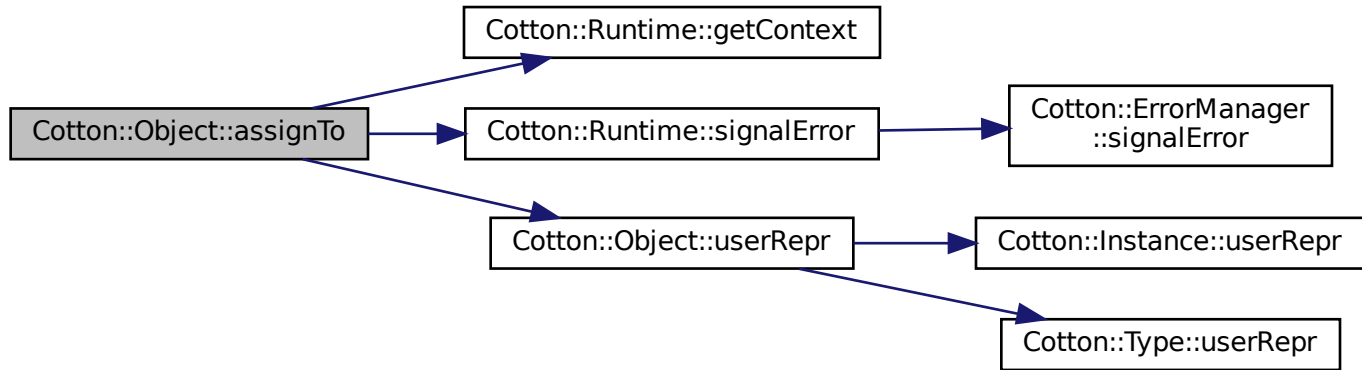 Cotton::Object::assignTo
Cotton::Runtime::getContext
Cotton::Runtime::signalError
Cotton::ErrorManager
::signalError
Cotton::Object::userRepr
Cotton::Instance::userRepr
Cotton::Type::userRepr